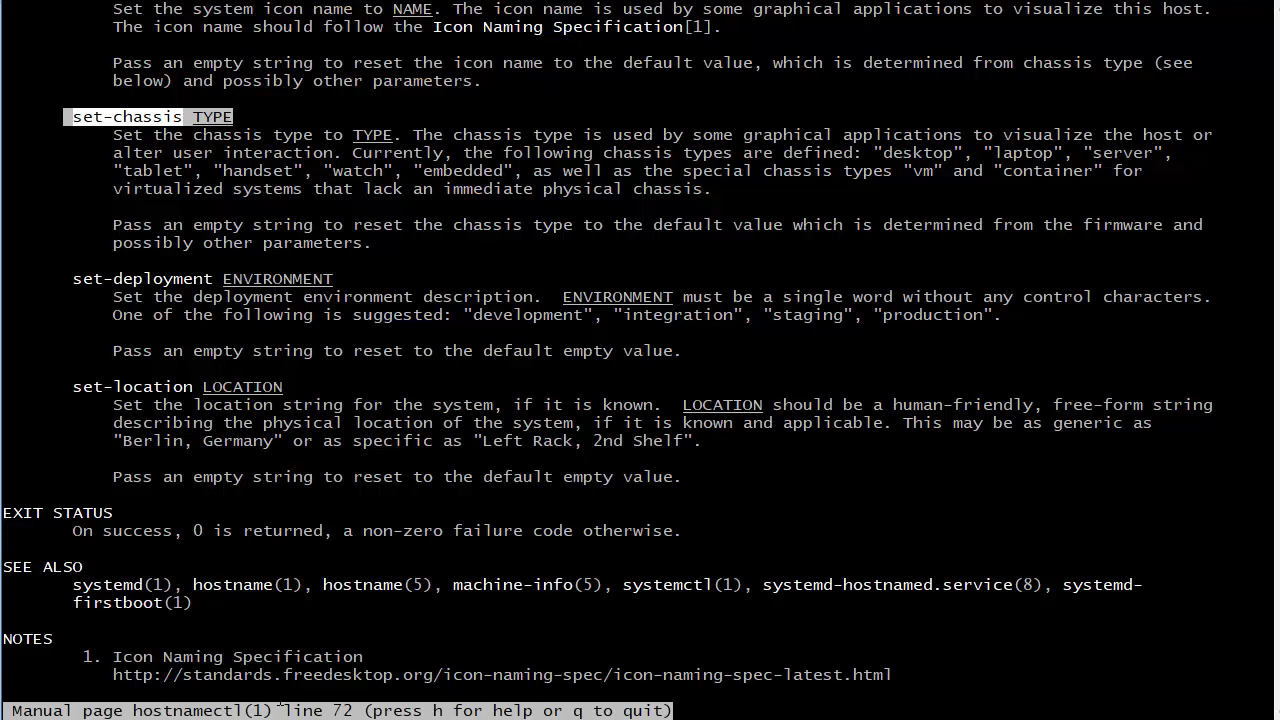 Set the system icon name to NAME. The icon name is used by some graphical applications to visualize this host.
The icon name should follow the Icon Naming Specification[1].
Pass an empty string to reset the icon name to the default value, which is determined from chassis type (see
below) and possibly other parameters.
set-chassis TYPE
Set the chassis type to TYPE. The chassis type is used by some graphical applications to visualize the host or
alter user interaction. Currently, the following chassis types are defined: "desktop", "laptop", "server",
"tablet", "handset", "watch", "embedded", as well as the special chassis types "vm" and "container" for
virtualized systems that lack an immediate physical chassis.
Pass an empty string to reset the chassis type to the default value which is determined from the firmware and
possibly other parameters.
set-deployment ENVIRONMENT
Set the deployment environment description.  ENVIRONMENT must be a single word without any control characters.
One of the following is suggested: "development", "integration", "staging", "production".
Pass an empty string to reset to the default empty value.
set-location LOCATION
Set the location string for the system, if it is known.  LOCATION should be a human-friendly, free-form string
describing the physical location of the system, if it is known and applicable. This may be as generic as
"Berlin, Germany" or as specific as "Left Rack, 2nd Shelf".
Pass an empty string to reset to the default empty value.
EXIT STATUS
On success, 0 is returned, a non-zero failure code otherwise.
SEE ALSO
systemd(1), hostname(1), hostname(5), machine-info(5), systemctl(1), systemd-hostnamed.service(8), systemd-
firstboot(1)
NOTES
1. Icon Naming Specification
http://standards.freedesktop.org/icon-naming-spec/icon-naming-spec-latest.html
Manual page hostnamectl(1) line 72 (press h for help or q to quit)